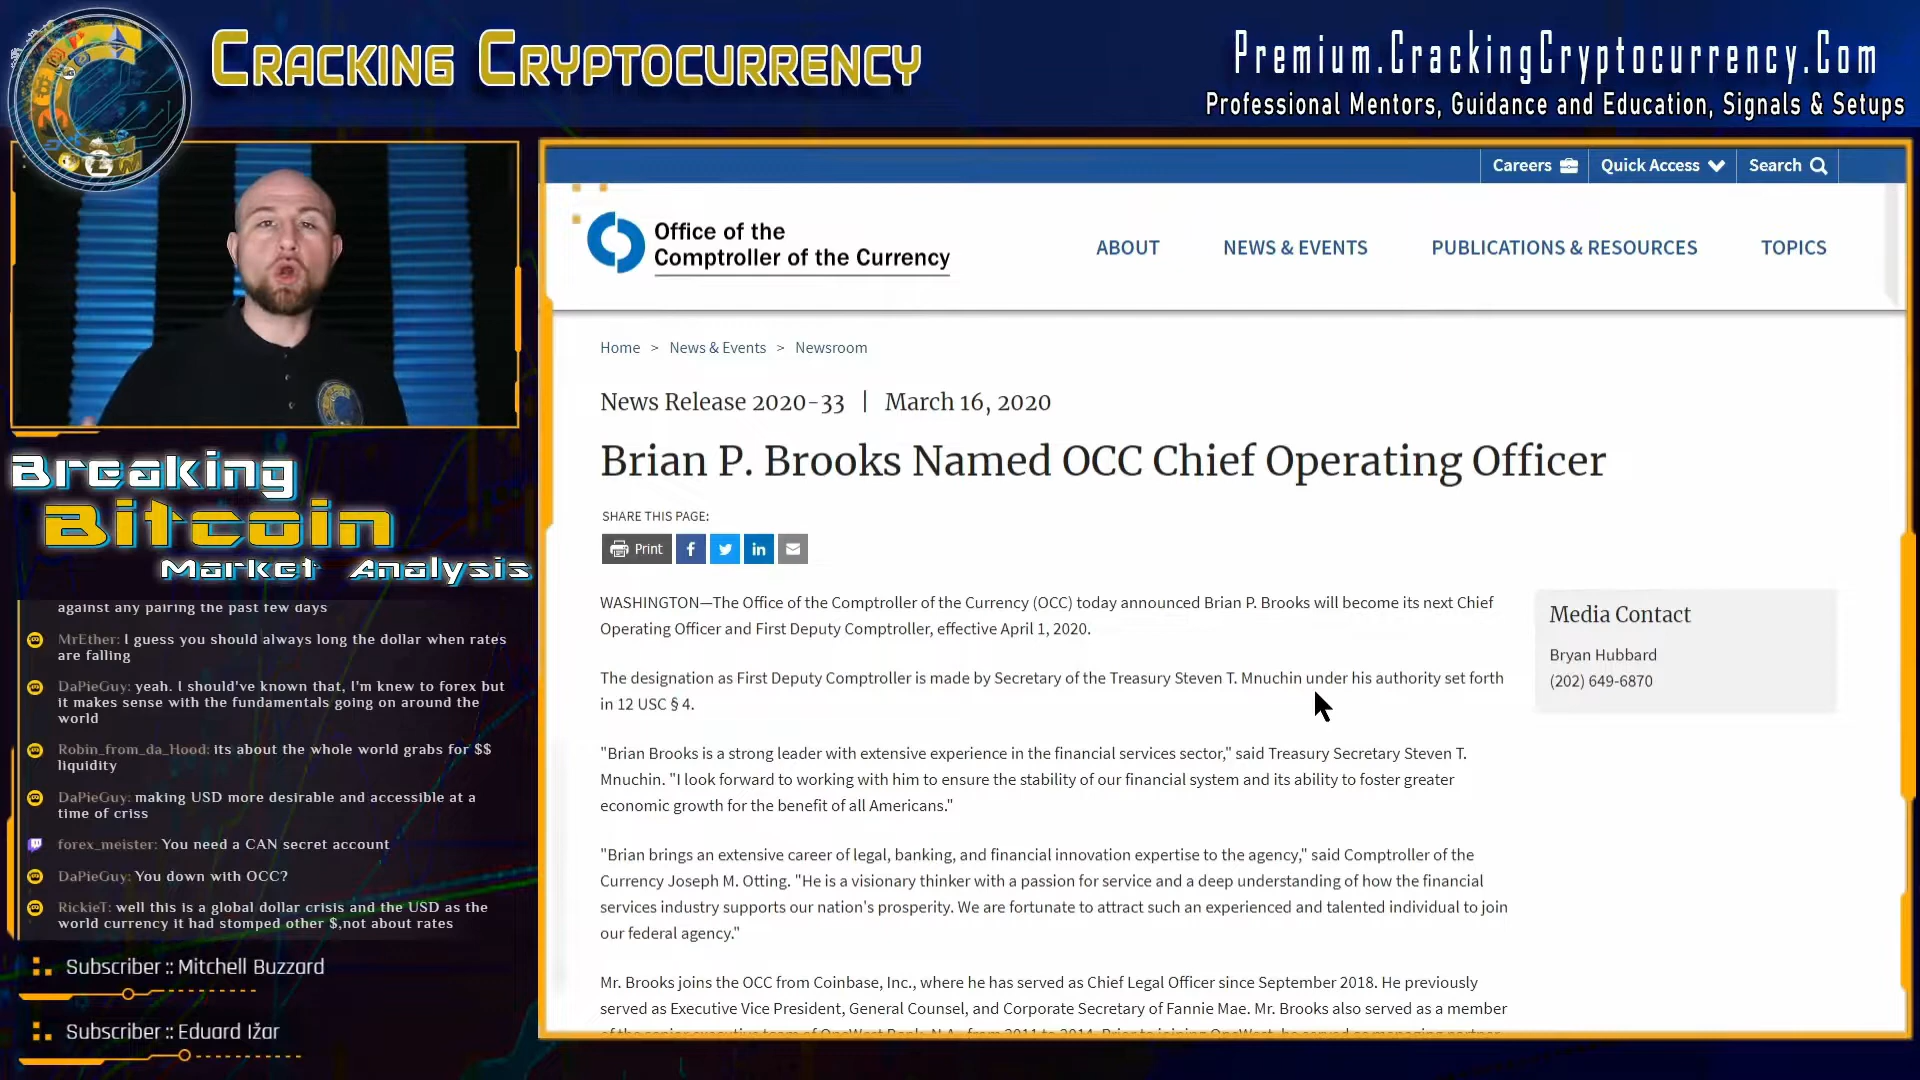 Cracking Cryptocurrency
Premium.CrackingCryptocurrency.Com
Professional Mentors, Guidance and Education, Signals & Setups
Careers
Quick Access
Search
Office of the
Comptroller of the Currency
ABOUT
NEWS & EVENTS
PUBLICATIONS & RESOURCES
TOPICS
Home > News & Events > Newsroom
News Release 2020-33 | March 16, 2020
Brian P. Brooks Named OCC Chief Operating Officer
SHARE THIS PAGE:
Print
WASHINGTON—The Office of the Comptroller of the Currency (OCC) today announced Brian P. Brooks will become its next Chief
Operating Officer and First Deputy Comptroller, effective April 1, 2020.
The designation as First Deputy Comptroller is made by Secretary of the Treasury Steven T. Mnuchin under his authority set forth
in 12 USC § 4.
"Brian Brooks is a strong leader with extensive experience in the financial services sector," said Treasury Secretary Steven T.
Mnuchin. "I look forward to working with him to ensure the stability of our financial system and its ability to foster greater
economic growth for the benefit of all Americans."
"Brian brings an extensive career of legal, banking, and financial innovation expertise to the agency," said Comptroller of the
Currency Joseph M. Otting. "He is a visionary thinker with a passion for service and a deep understanding of how the financial
services industry supports our nation's prosperity. We are fortunate to attract such an experienced and talented individual to join
our federal agency."
Mr. Brooks joins the OCC from Coinbase, Inc., where he has served as Chief Legal Officer since September 2018. He previously
served as Executive Vice President, General Counsel, and Corporate Secretary of Fannie Mae. Mr. Brooks also served as a member
Media Contact
Bryan Hubbard
(202) 649-6870
Breaking
Bitcoin
Market Analysis
against any pairing the past few days
MrEther: I guess you should always long the dollar when rates
are falling
DaPieGuy: yeah. I should've known that, I'm knew to forex but
it makes sense with the fundamentals going on around the
world
Robin_from_da_Hood: its about the whole world grabs for $$
liquidity
DaPieGuy: making USD more desirable and accessible at a
time of criss
forex_meister: You need a CAN secret account
DaPieGuy: You down with OCC?
RickieT: well this is a global dollar crisis and the USD as the
world currency it had stomped other $,not about rates
Subscriber :: Mitchell Buzzard
Subscriber :: Eduard Ižar